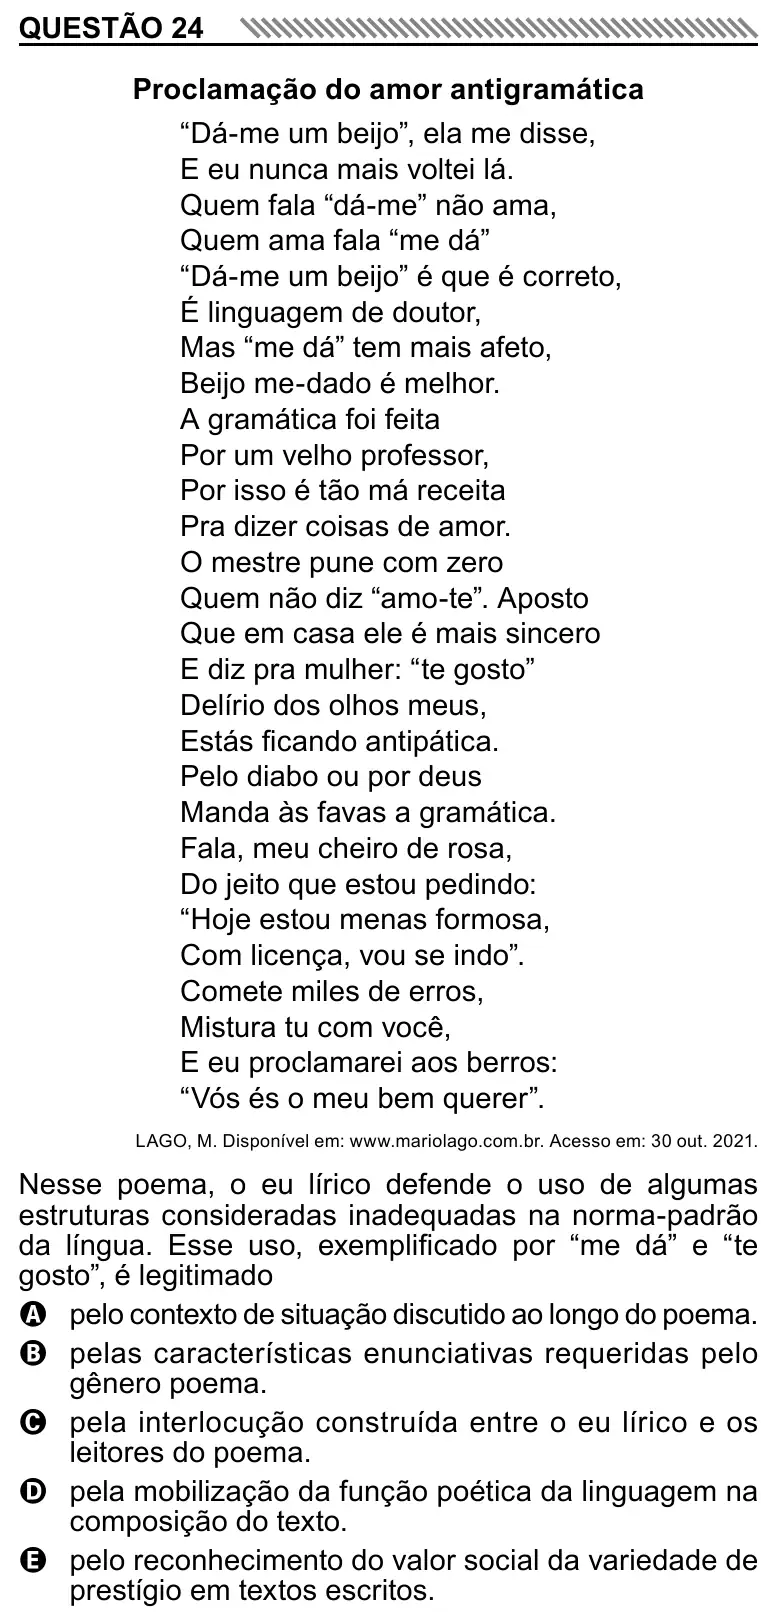 QUESTÃO 24
Proclamação do amor antigramática
“Dá-me um beijo”, ela me disse,
E eu nunca mais voltei lá.
Quem fala “dá-me” não ama,
Quem ama fala “me dá”
“Dá-me um beijo” é que é correto,
É linguagem de doutor,
Mas “me dá” tem mais afeto,
Beijo me-dado é melhor.
A gramática foi feita
Por um velho professor,
Por isso é tão má receita
Pra dizer coisas de amor.
O mestre pune com zero
Quem não diz “amo-te”. Aposto
Que em casa ele é mais sincero
E diz pra mulher: “te gosto”
Delírio dos olhos meus,
Estás ficando antipática.
Pelo diabo ou por deus
Manda às favas a gramática.
Fala, meu cheiro de rosa,
Do jeito que estou pedindo:
“Hoje estou menas formosa,
Com licença, vou se indo”.
Comete miles de erros,
Mistura tu com você,
E eu proclamarei aos berros:
“Vós és o meu bem querer”.
LAGO, M. Disponível em: www.mariolago.com.br. Acesso em: 30 out. 2021.
Nesse poema, o eu lírico defende o uso de algumas
estruturas consideradas inadequadas na norma-padrão
da língua. Esse uso, exemplificado por “me dá” e “te
gosto”, é legitimado
A pelo contexto de situação discutido ao longo do poema.
B pelas características enunciativas requeridas pelo
gênero poema.
C pela interlocução construída entre o eu lírico e os
leitores do poema.
D pela mobilização da função poética da linguagem na
composição do texto.
E pelo reconhecimento do valor social da variedade de
prestígio em textos escritos.